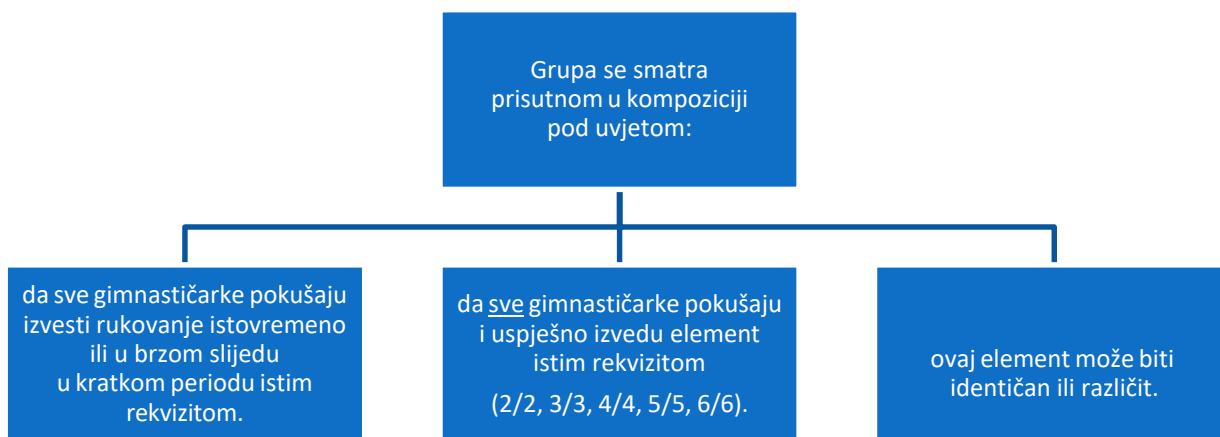 Grupa se smatra
prisutnom u kompoziciji
pod uvjetom:
da sve gimnastičarke pokušaju
izvesti rukovanje istovremeno
ili u brzom slijedu
u kratkom periodu istim
rekvizitom.
da sve gimnastičarke pokušaju
i uspješno izvedu element
istim rekvizitom
(2/2, 3/3, 4/4, 5/5, 6/6).
ovaj element može biti
identičan ili različit.